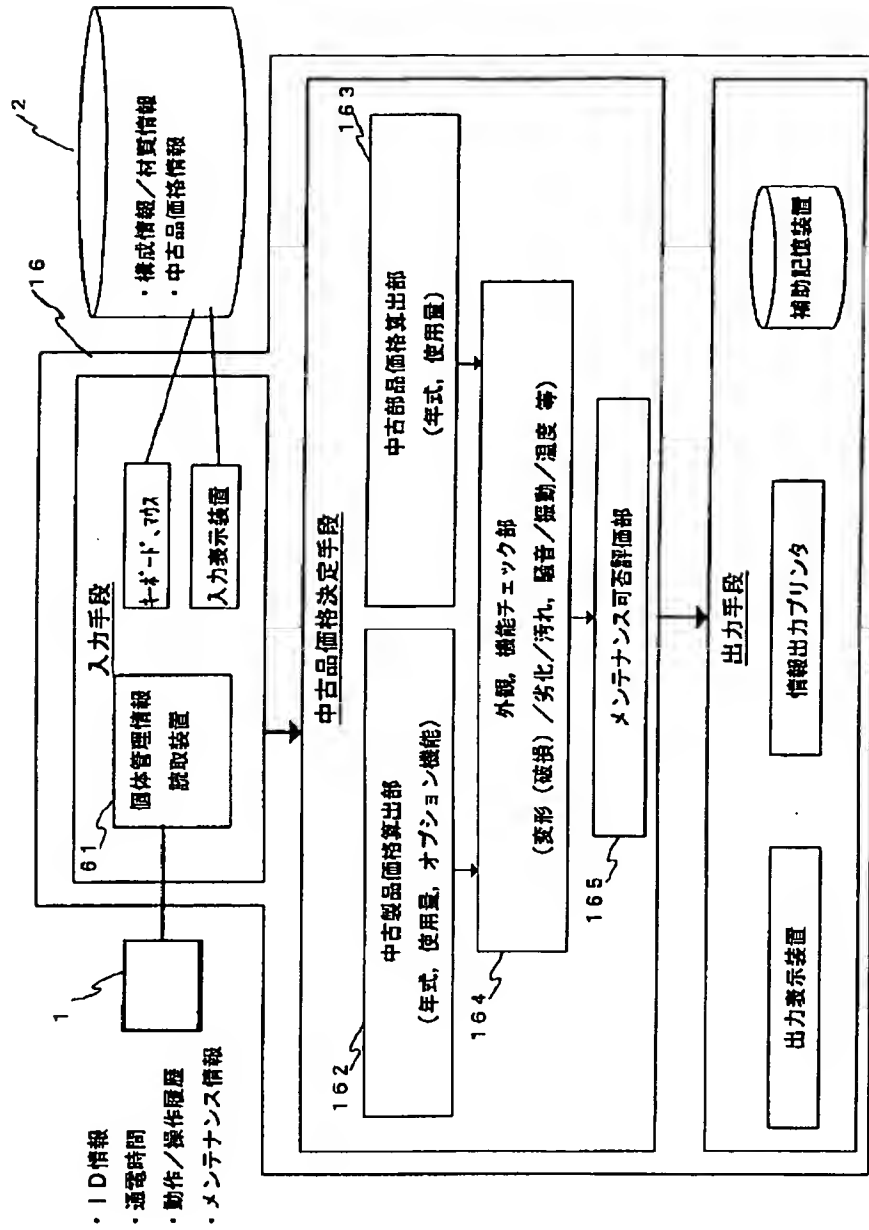 ・ID情報
・通電時間
・動作/操作履歴
・メンテナンス情報
1
16
2
・構成情報/材質情報
・中古品価格情報
入力手段
61
個体管理情報
読取装置
キーボード、マウス
入力表示装置
中古品価格決定手段
162
中古製品価格算出部
(年式,使用量,オプション機能)
163
中古部品価格算出部
(年式,使用量)
164
外観,機能チェック部
(変形(破損)/劣化/汚れ,騒音/振動/温度 等)
165
メンテナンス可否評価部
出力手段
出力表示装置
情報出力プリンタ
補助記憶装置